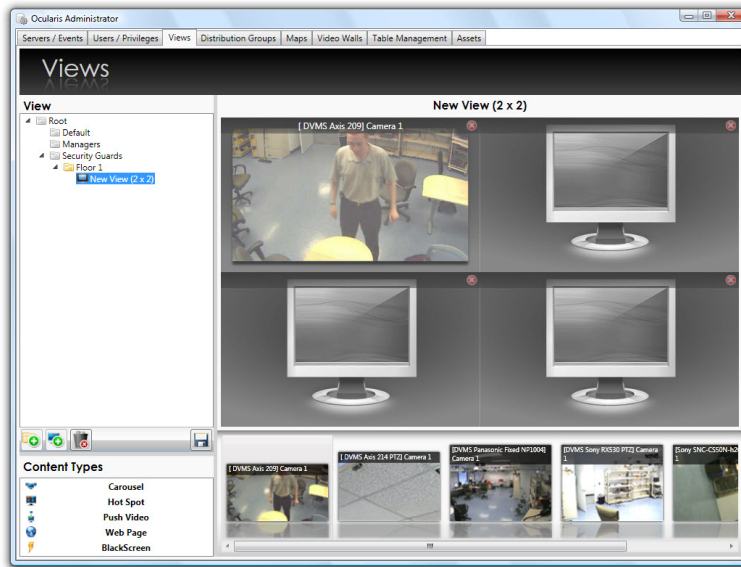 Ocularis Administrator
Servers / Events Users / Privileges Views Distribution Groups Maps Video Walls Table Management Assets
Views
View
Root
Default
Managers
Security Guards
Floor 1
New View (2 x 2)
New View (2 x 2)
[ DVMS Axis 209] Camera 1
[ DVMS Axis 209] Camera 1
[ DVMS Axis 214 PTZ] Camera 1
[DVMS Panasonic Fixed NP1004]
Camera 1
[DVMS Sony RX530 PTZ] Camera
1
[Sony SNC-CS50N-h2
1
Content Types
Carousel
Hot Spot
Push Video
Web Page
BlackScreen